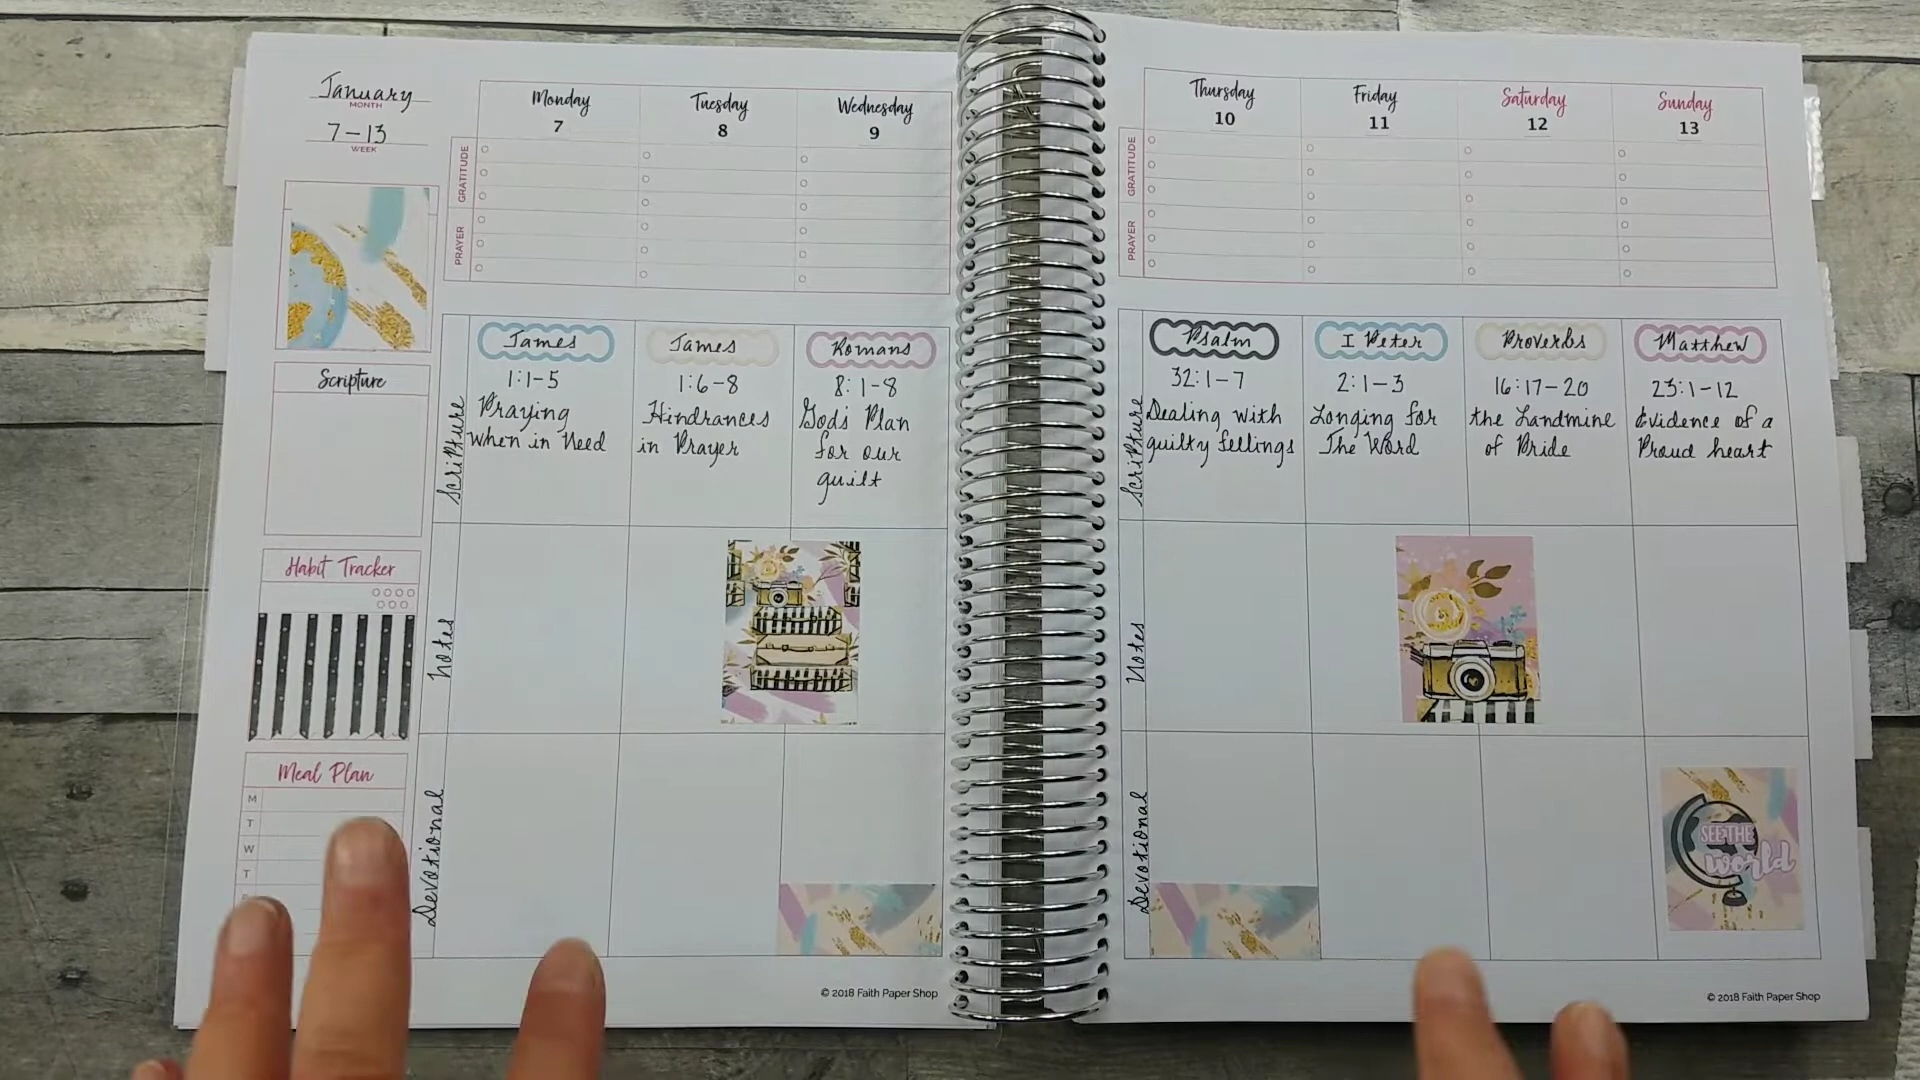 January
MONTH
7-13
WEEK
Scripture
Habit Tracker
Meal Plan
M
T
W
T
Monday
7
Tuesday
8
Wednesday
9
GRATITUDE
PRAYER
Scripture
James
1:1-5
Praying
when in Need
James
1:6-8
Hindrances
in Prayer
Romans
8:1-8
God's Plan
for our
guilt
Notes
Devotional
© 2018 Faith Paper Shop
Thursday
10
Friday
11
Saturday
12
Sunday
13
GRATITUDE
PRAYER
Scripture
Psalm
32:1-7
Dealing with
guilty fellings
I Peter
2:1-3
Longing for
The Word
Proverbs
16:17-20
the Landmine
of Pride
Matthew
23:1-12
Evidence of a
Proud heart
Notes
Devotional
SEE THE
world
© 2018 Faith Paper Shop